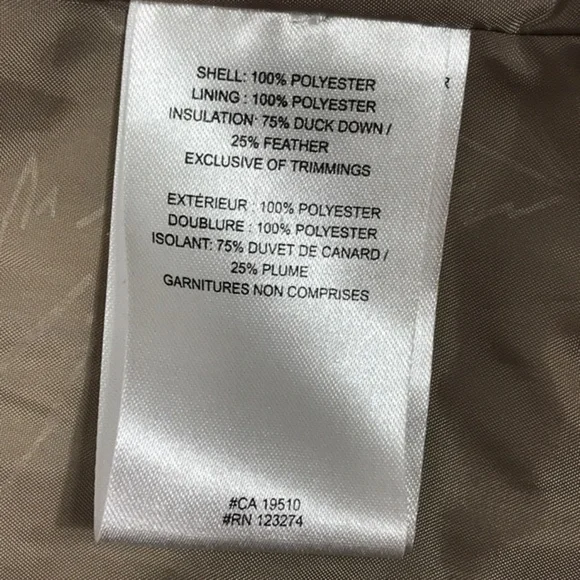 SHELL: 100% POLYESTER
LINING : 100% POLYESTER
INSULATION: 75% DUCK DOWN /
25% FEATHER
EXCLUSIVE OF TRIMMINGS
EXTÉRIEUR : 100% POLYESTER
DOUBLURE : 100% POLYESTER
ISOLANT: 75% DUVET DE CANARD /
25% PLUME
GARNITURES NON COMPRISES
#CA 19510
#RN 123274